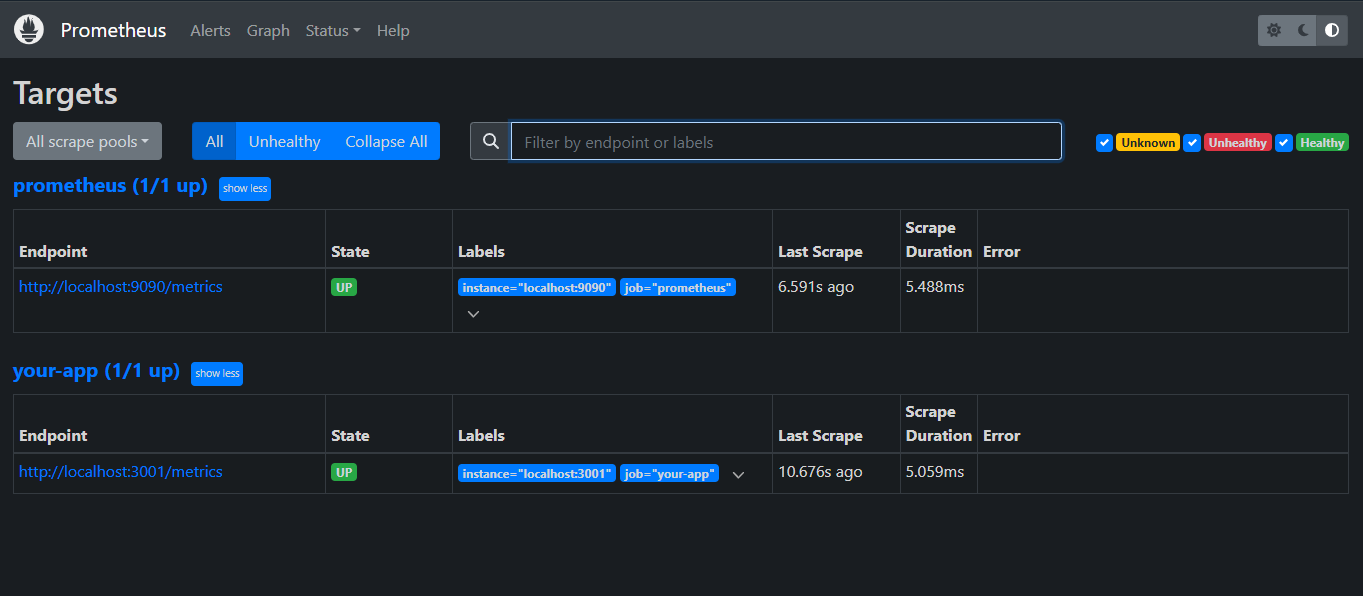 Prometheus Alerts Graph Status Help
Targets
All scrape pools All Unhealthy Collapse All Filter by endpoint or labels Unknown Unhealthy Healthy
prometheus (1/1 up) show less
Endpoint State Labels Last Scrape Scrape Duration Error
http://localhost:9090/metrics UP instance="localhost:9090" job="prometheus" 6.591s ago 5.488ms
your-app (1/1 up) show less
Endpoint State Labels Last Scrape Scrape Duration Error
http://localhost:3001/metrics UP instance="localhost:3001" job="your-app" 10.676s ago 5.059ms